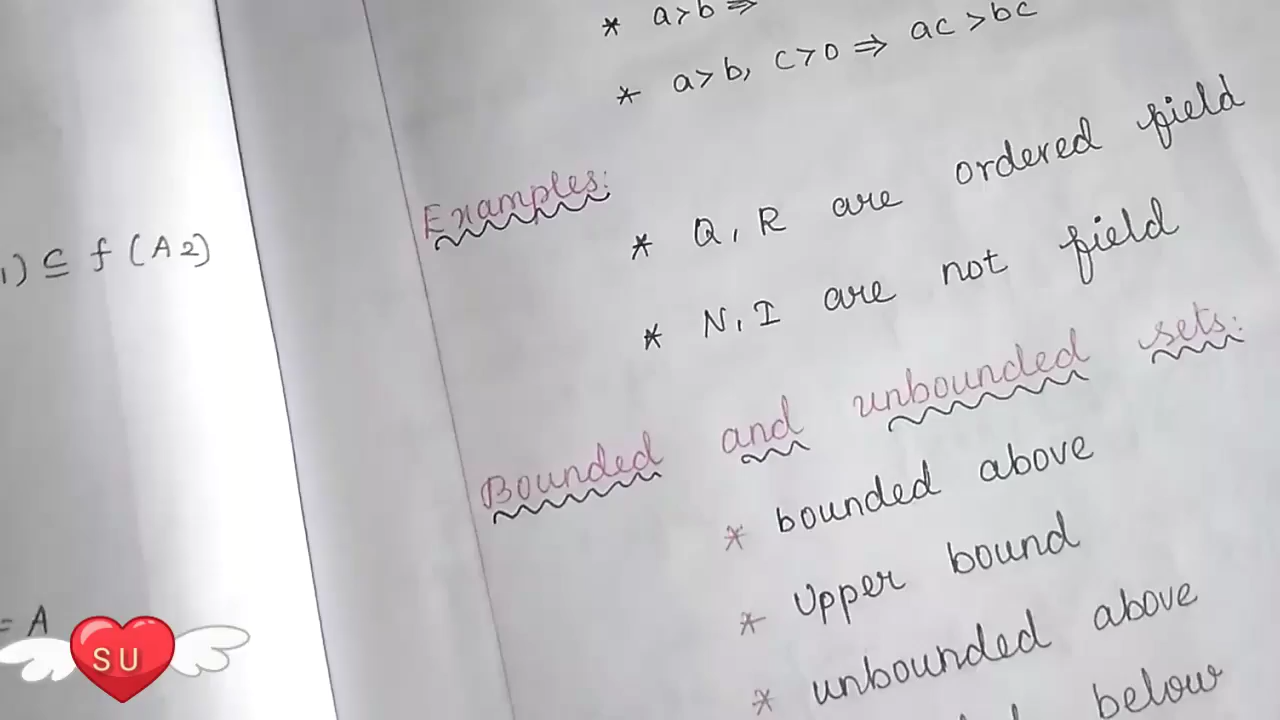 * a>b ⇒
* a>b, c>0 ⇒ ac>bc
Examples:
* Q, R are ordered field
* N, I are not field
Bounded and unbounded sets:
* bounded above
* Upper bound
* unbounded above
below
1) ⊆ f (A2)
= A
SU